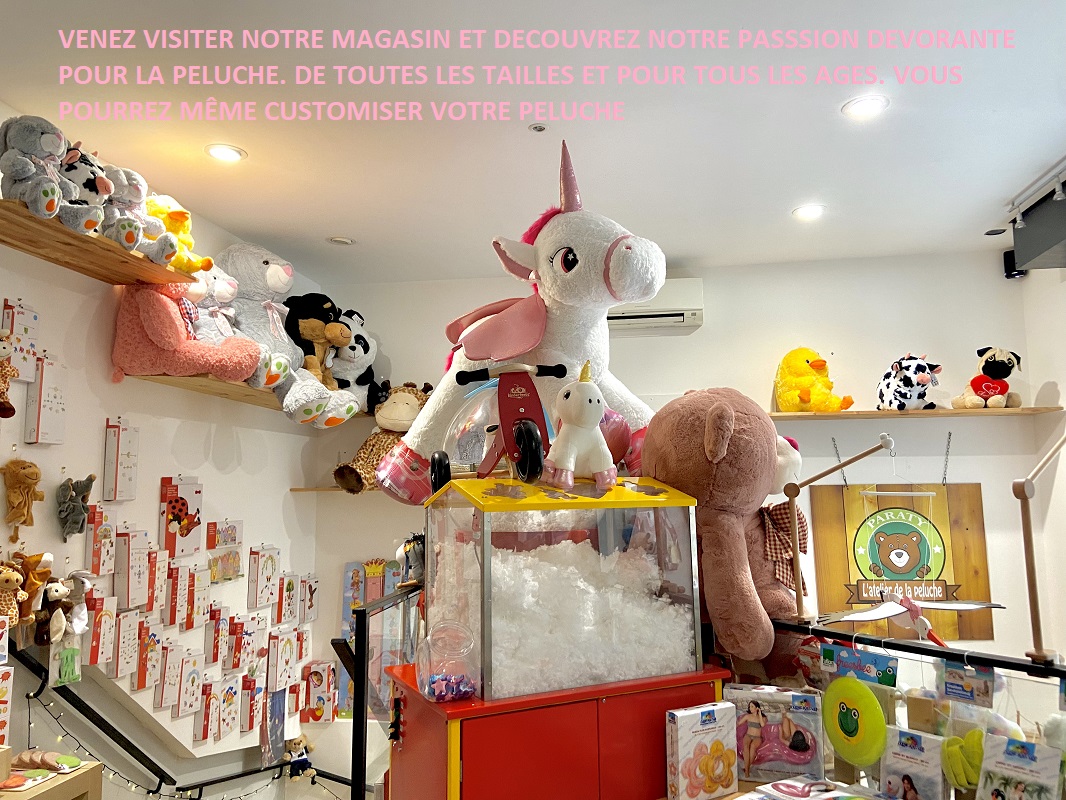 VENEZ VISITER NOTRE MAGASIN ET DECOUVREZ NOTRE PASSSION DEVORANTE
POUR LA PELUCHE. DE TOUTES LES TAILLES ET POUR TOUS LES AGES. VOUS
POURREZ MÊME CUSTOMISER VOTRE PELUCHE
PARATY
L'atelier de la peluche